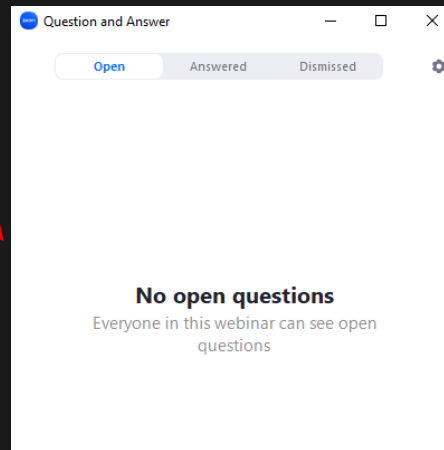 Question and Answer
Open Answered Dismissed
No open questions
Everyone in this webinar can see open
questions